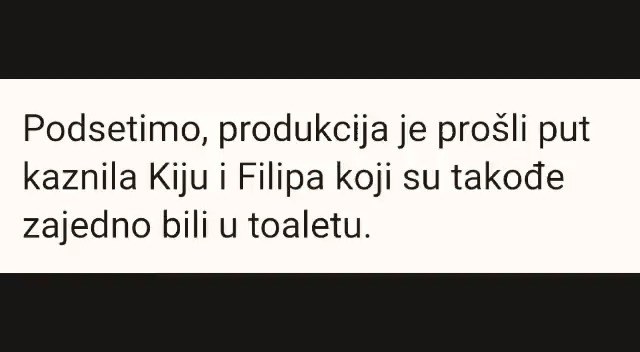 Podsetimo, produkcija je prošli put
kaznila Kiju i Filipa koji su takođe
zajedno bili u toaletu.